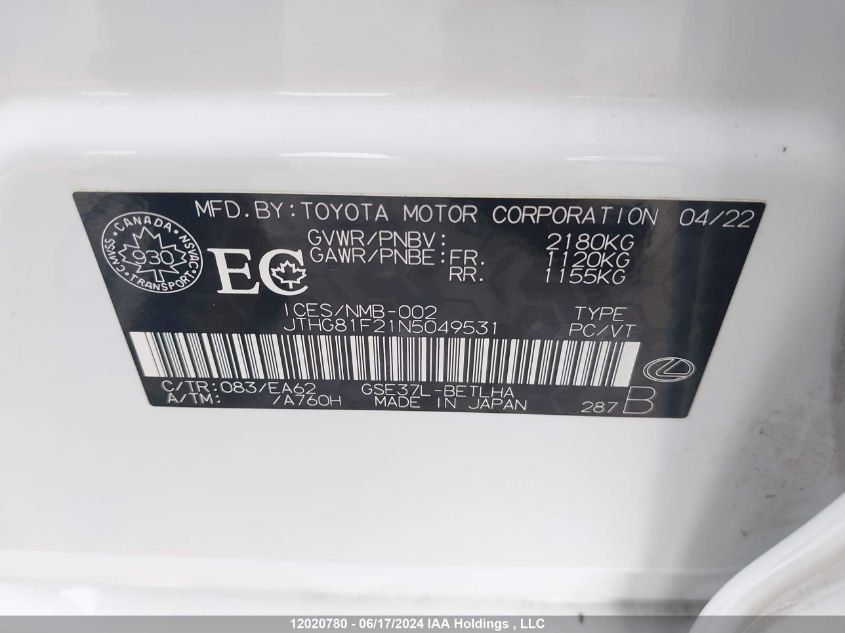 MFD.BY:TOYOTA MOTOR CORPORATION 04/22
CANADA
CMVSS 930 NSVAC
TRANSPORT
EC
GVWR/PNBV: 2180KG
GAWR/PNBE:FR. 1120KG
RR. 1155KG
ICES/NMB-002 TYPE
JTHG81F21N5049531 PC/VT
C/TR:083/EA62 GSE37L-BETLHA
A/TM: /A760H MADE IN JAPAN 287 B
12020780 - 06/17/2024 IAA Holdings , LLC